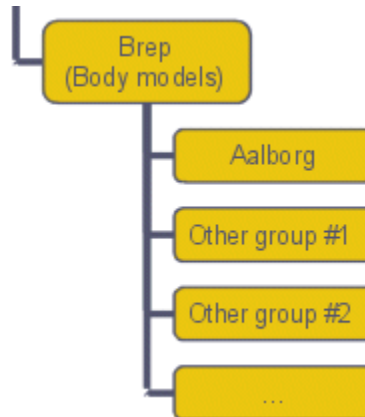 Brep
(Body models)
Aalborg
Other group #1
Other group #2
...